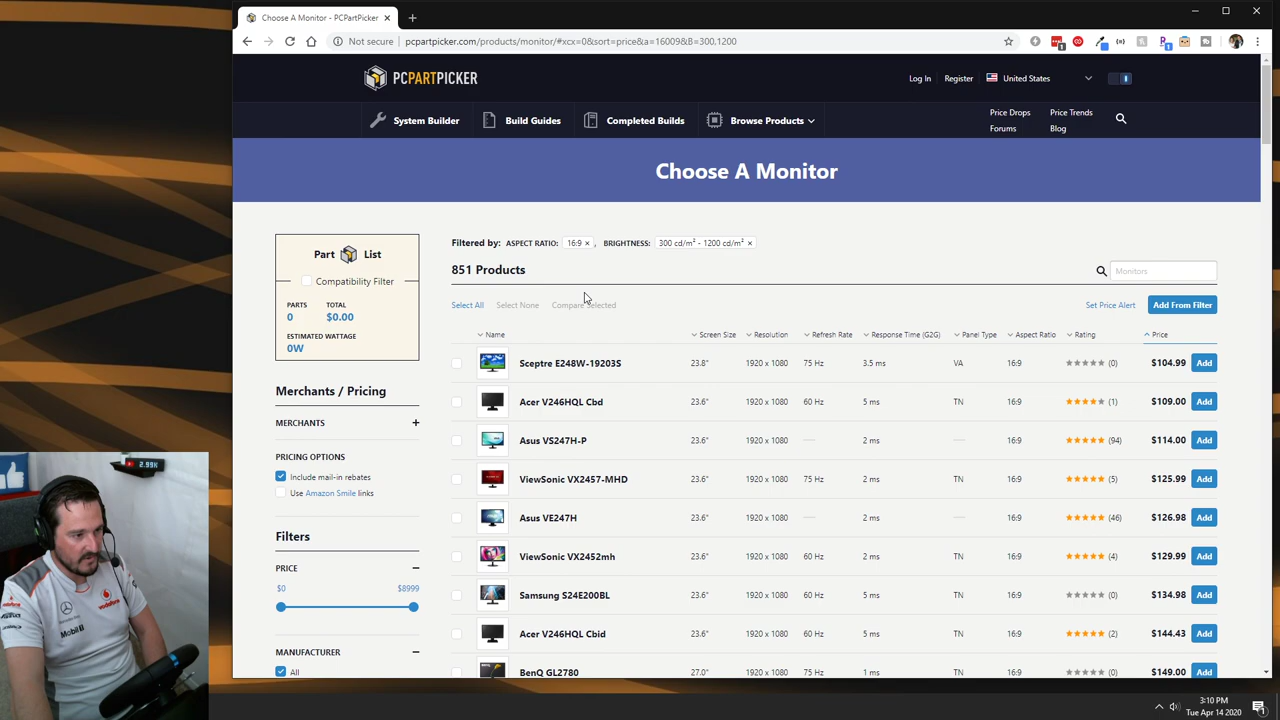 Choose A Monitor - PCPartPicker
Not secure | pcpartpicker.com/products/monitor/#xcx=0&sort=price&a=16009&B=300,1200
PCPARTPICKER
Log In Register United States
System Builder Build Guides Completed Builds Browse Products
Price Drops Price Trends
Forums Blog
Choose A Monitor
Part List
Compatibility Filter
PARTS TOTAL
0 $0.00
ESTIMATED WATTAGE
0W
Merchants / Pricing
MERCHANTS +
PRICING OPTIONS
Include mail-in rebates
Use Amazon Smile links
Filters
PRICE
$0 $8999
MANUFACTURER
All
Filtered by: ASPECT RATIO: 16:9 ×, BRIGHTNESS: 300 cd/m² - 1200 cd/m² ×
851 Products
Monitors
Select All Select None Compare Selected Set Price Alert Add From Filter
Name Screen Size Resolution Refresh Rate Response Time (G2G) Panel Type Aspect Ratio Rating Price
Sceptre E248W-19203S 23.8" 1920 x 1080 75 Hz 3.5 ms VA 16:9 (0) $104.99 Add
Acer V246HQL Cbd 23.6" 1920 x 1080 60 Hz 5 ms TN 16:9 (1) $109.00 Add
Asus VS247H-P 23.6" 1920 x 1080 2 ms 16:9 (94) $114.00 Add
ViewSonic VX2457-MHD 23.6" 1920 x 1080 75 Hz 2 ms TN 16:9 (5) $125.99 Add
Asus VE247H 23.6" 1920 x 1080 2 ms 16:9 (46) $126.98 Add
ViewSonic VX2452mh 23.6" 1920 x 1080 60 Hz 2 ms TN 16:9 (4) $129.99 Add
Samsung S24E200BL 23.6" 1920 x 1080 60 Hz 5 ms TN 16:9 (0) $134.98 Add
Acer V246HQL Cbid 23.6" 1920 x 1080 60 Hz 5 ms TN 16:9 (2) $144.43 Add
BenQ GL2780 27.0" 1920 x 1080 75 Hz 1 ms TN 16:9 (0) $149.00 Add
2.99K
vodafone
Mobil
3:10 PM
Tue Apr 14 2020